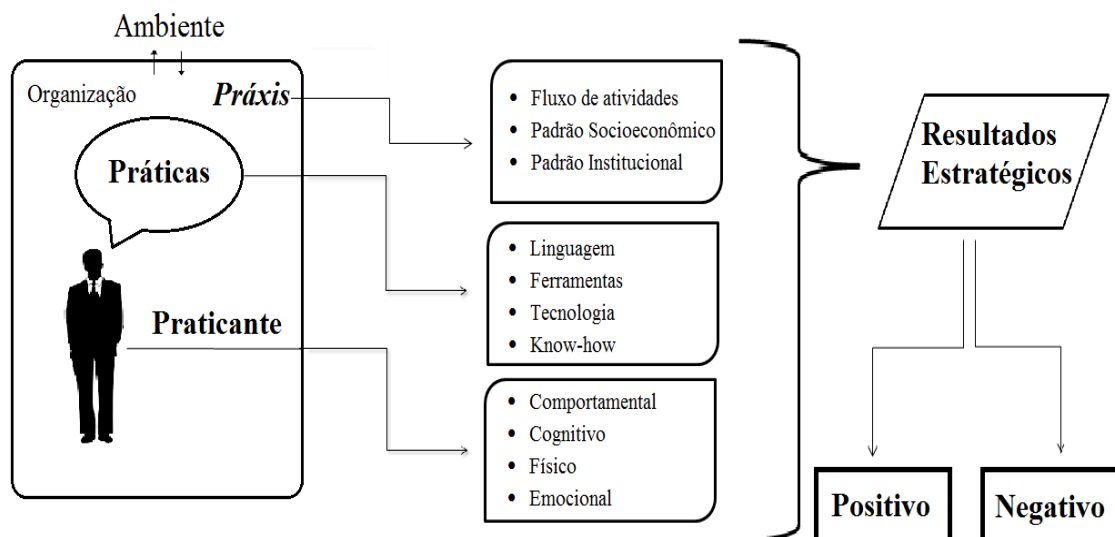 Ambiente
Organização
Práxis
Práticas
Praticante
• Fluxo de atividades
• Padrão Socioeconômico
• Padrão Institucional
• Linguagem
• Ferramentas
• Tecnologia
• Know-how
• Comportamental
• Cognitivo
• Físico
• Emocional
Resultados
Estratégicos
Positivo
Negativo